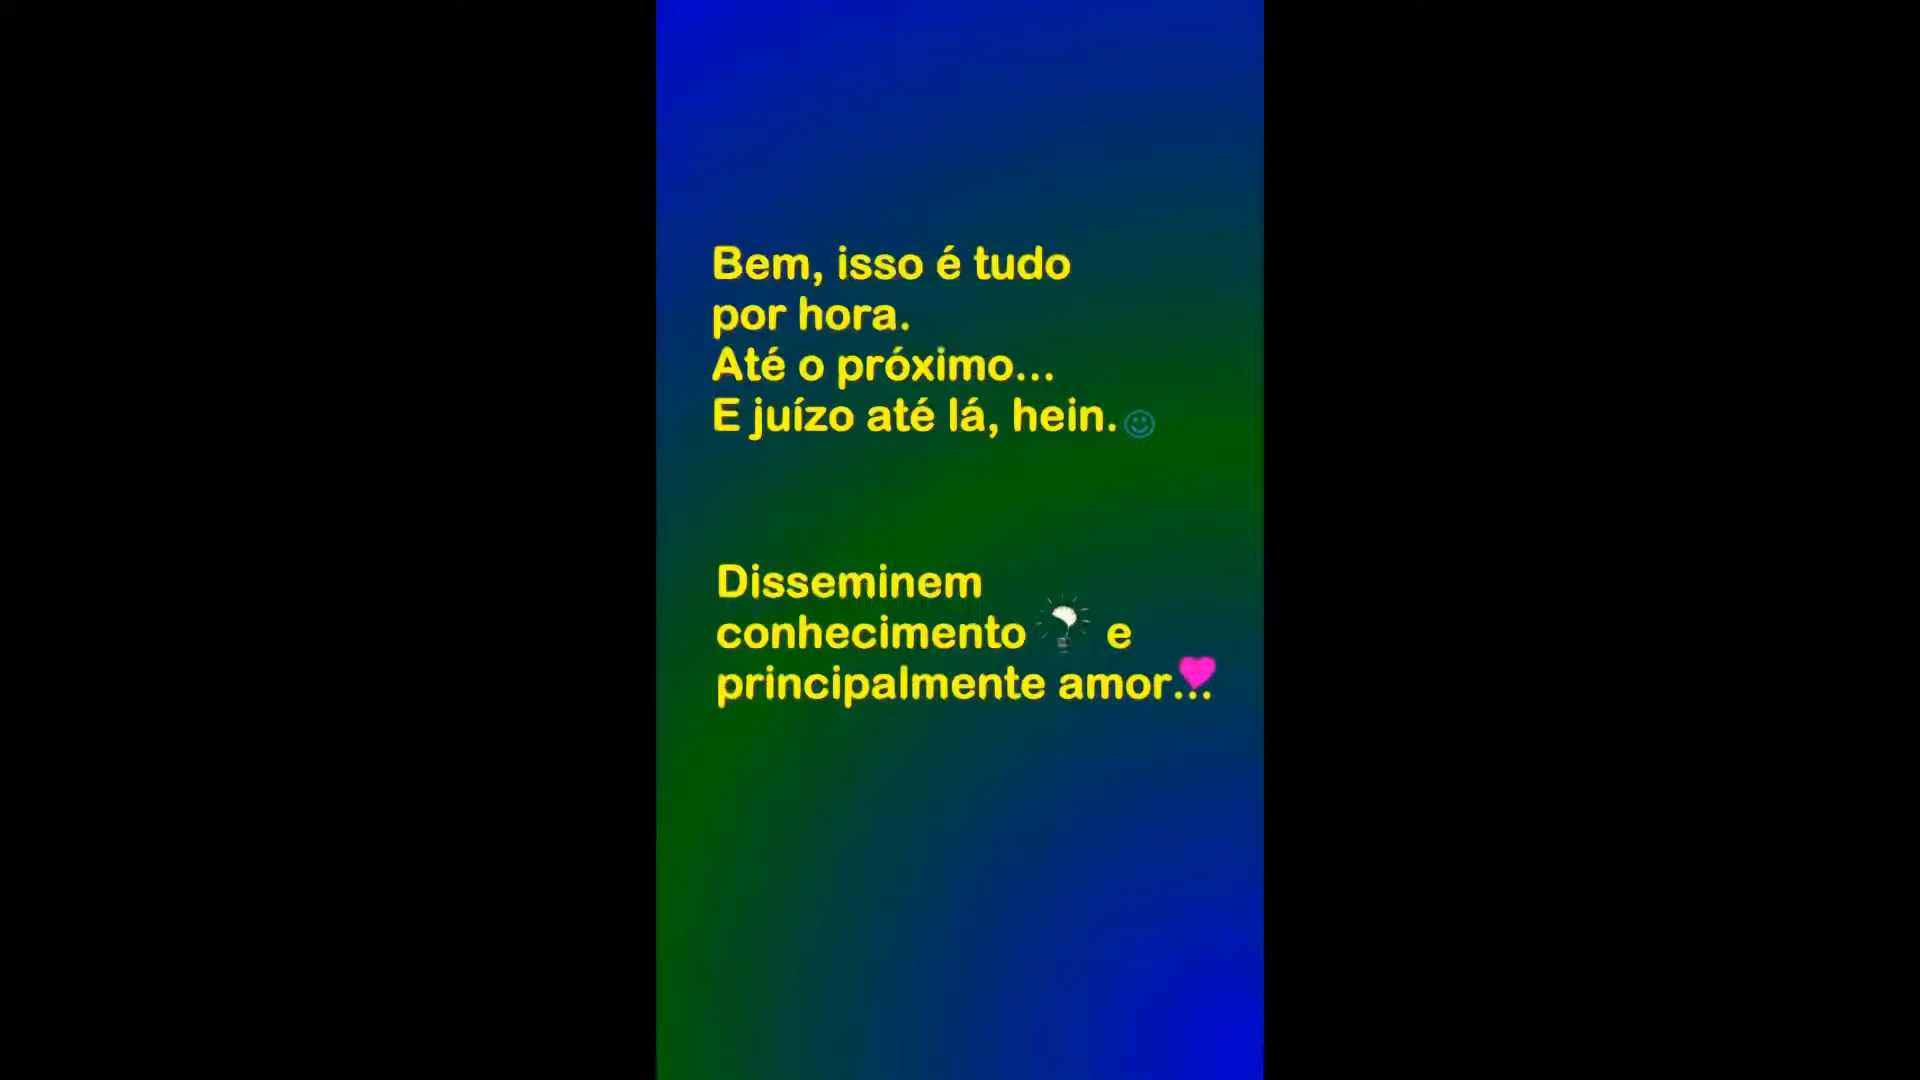 Bem, isso é tudo
por hora.
Até o próximo...
E juízo até lá, hein.
Disseminem
conhecimento e
principalmente amor...